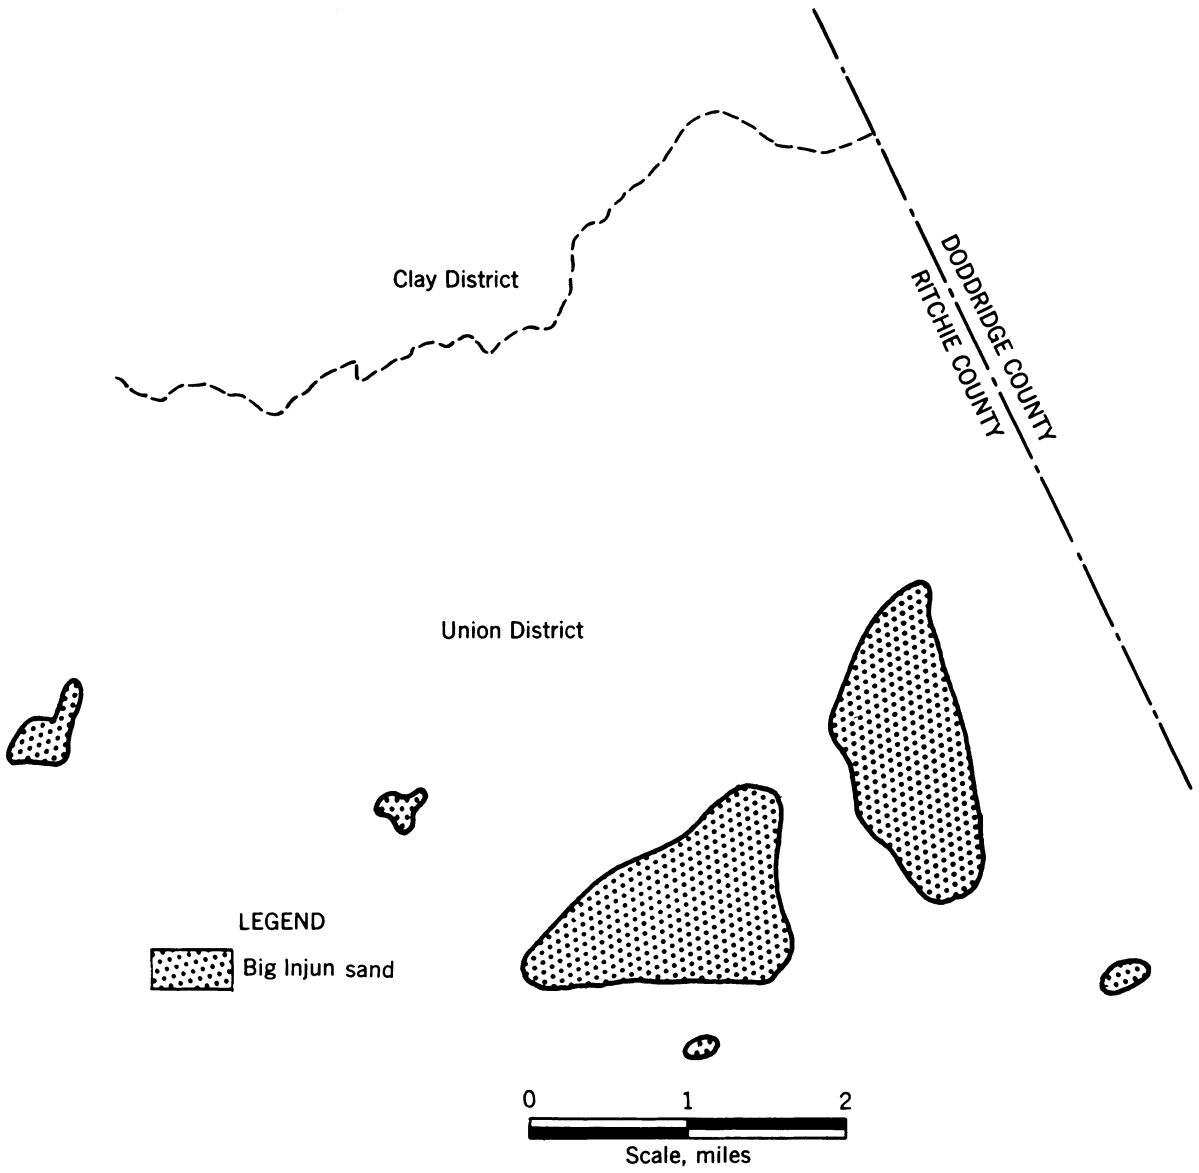 DODDRIDGE COUNTY
RITCHIE COUNTY
Clay District
Union District
LEGEND
Big Injun sand
0 1 2
Scale, miles